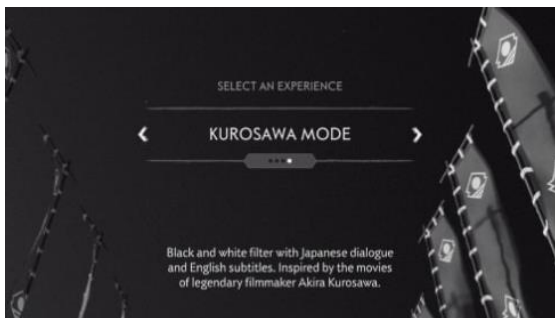 SELECT AN EXPERIENCE
KUROSAWA MODE
Black and white filter with Japanese dialogue
and English subtitles. Inspired by the movies
of legendary filmmaker Akira Kurosawa.